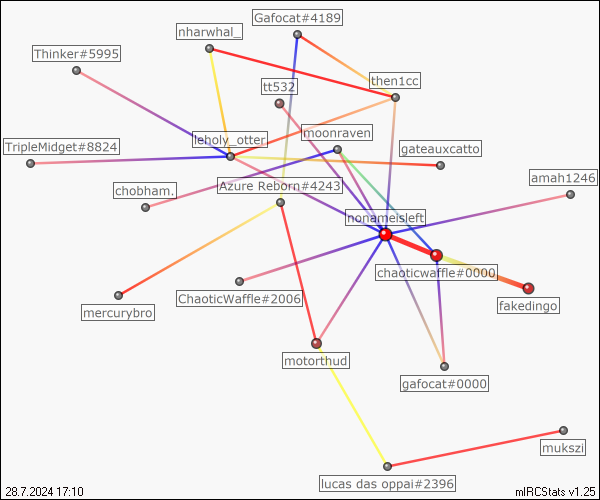 Gafocat#4189
nharwhal_
Thinker#5995
then1cc
tt532
moonraven
leholy_otter
TripleMidget#8824
gateauxcatto
amah1246
chobham.
Azure Reborn#4243
nonameisleft
chaoticwaffle#0000
ChaoticWaffle#2006
fakedingo
mercurybro
motorthud
gafocat#0000
mukszi
lucas das oppai#2396
28.7.2024 17:10
mIRCStats v1.25